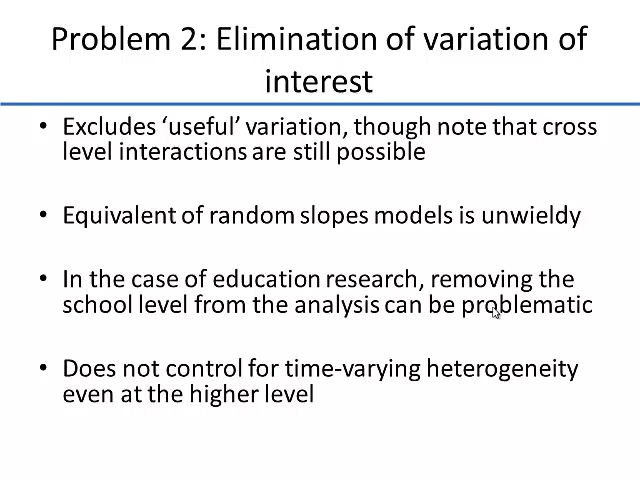 Problem 2: Elimination of variation of
interest
• Excludes ‘useful’ variation, though note that cross
level interactions are still possible
• Equivalent of random slopes models is unwieldy
• In the case of education research, removing the
school level from the analysis can be problematic
• Does not control for time-varying heterogeneity
even at the higher level